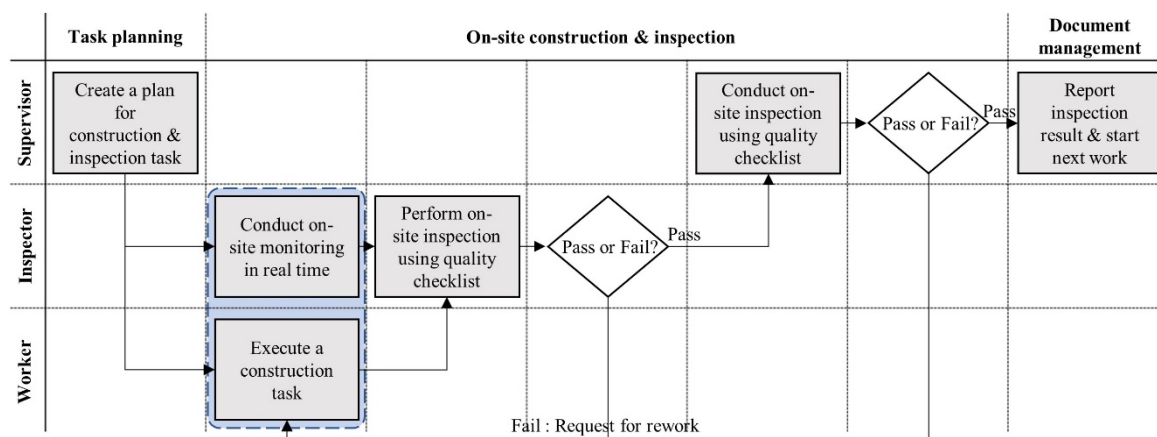 Task planning
On-site construction & inspection
Document
management
Supervisor
Create a plan
for
construction &
inspection task
Conduct on-
site inspection
using quality
checklist
Pass or Fail?
Pass
Report
inspection
result & start
next work
Inspector
Conduct on-
site monitoring
in real time
Perform on-
site inspection
using quality
checklist
Pass or Fail?
Pass
Worker
Execute a
construction
task
Fail : Request for rework